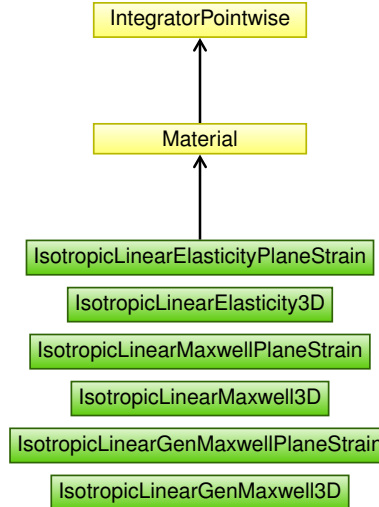 IntegratorPointwise
Material
IsotropicLinearElasticityPlaneStrain
IsotropicLinearElasticity3D
IsotropicLinearMaxwellPlaneStrain
IsotropicLinearMaxwell3D
IsotropicLinearGenMaxwellPlaneStrain
IsotropicLinearGenMaxwell3D